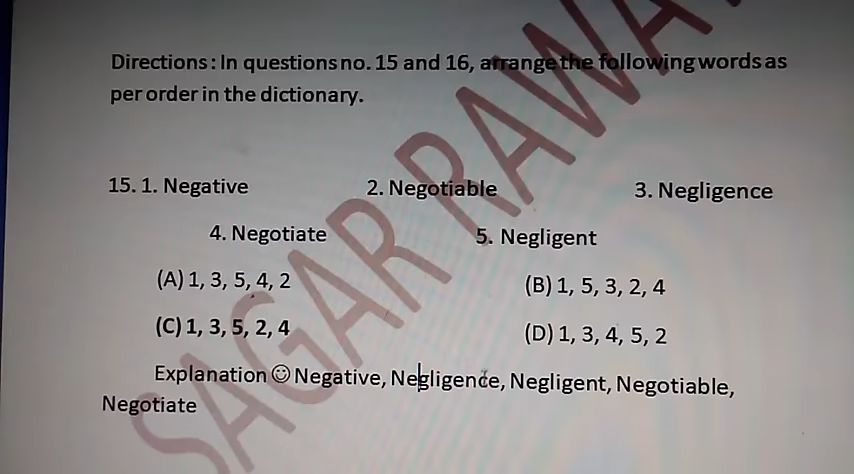 Directions: In questions no. 15 and 16, arrange the following words as
per order in the dictionary.
15. 1. Negative 2. Negotiable 3. Negligence
4. Negotiate 5. Negligent
(A) 1, 3, 5, 4, 2 (B) 1, 5, 3, 2, 4
(C) 1, 3, 5, 2, 4 (D) 1, 3, 4, 5, 2
Explanation ☺ Negative, Negligence, Negligent, Negotiable,
Negotiate
SAGAR RAWA